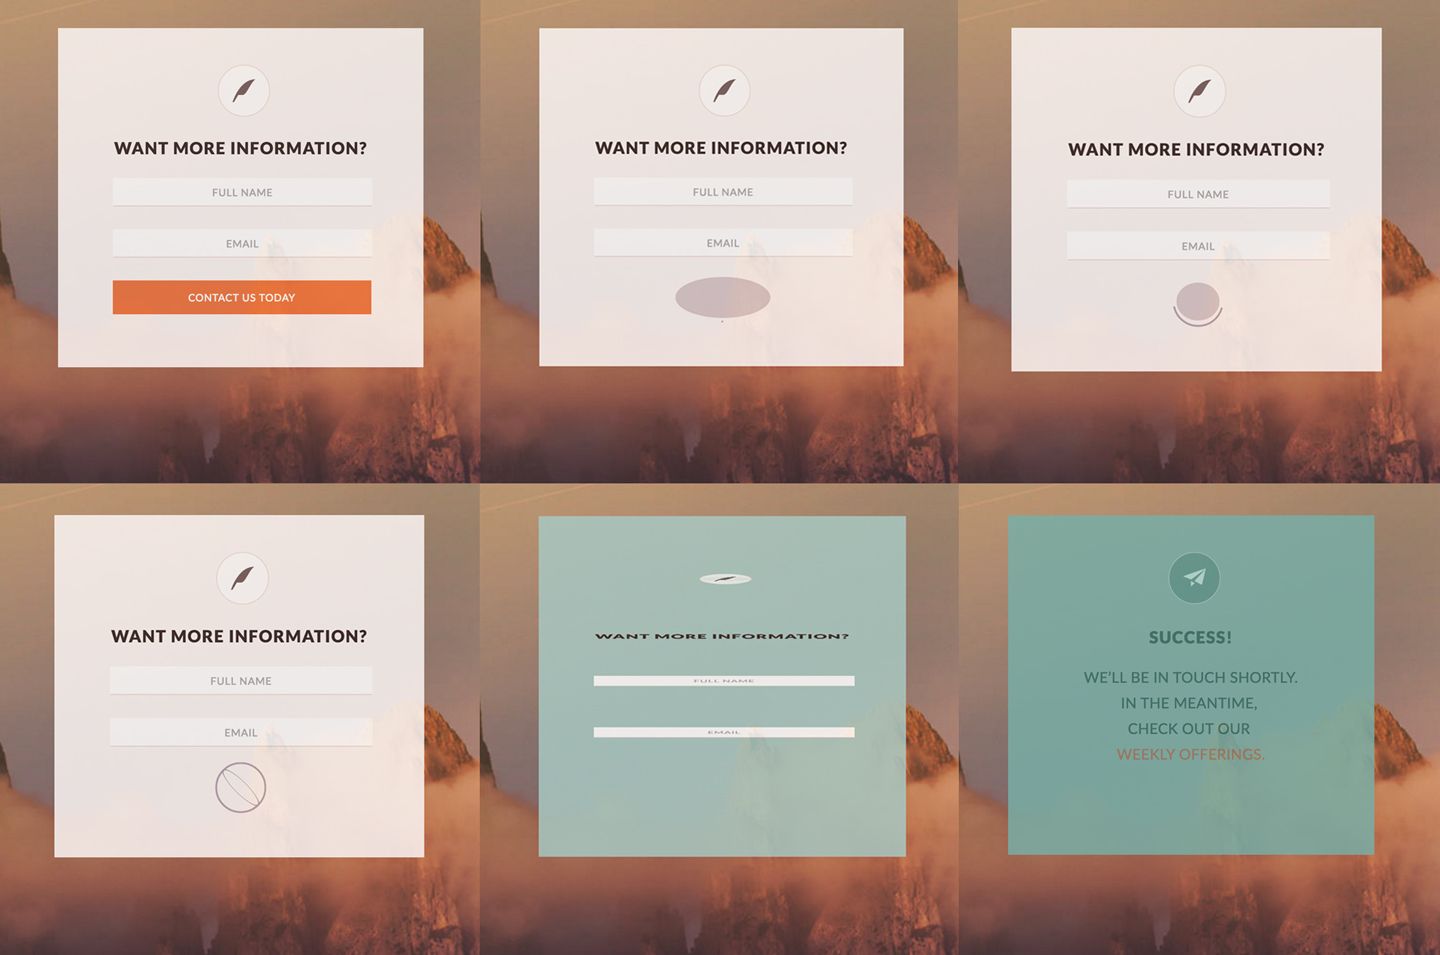 WANT MORE INFORMATION?
FULL NAME
EMAIL
CONTACT US TODAY
WANT MORE INFORMATION?
FULL NAME
EMAIL
WANT MORE INFORMATION?
FULL NAME
EMAIL
WANT MORE INFORMATION?
FULL NAME
EMAIL
WANT MORE INFORMATION?
FULL NAME
EMAIL
SUCCESS!
WE'LL BE IN TOUCH SHORTLY.
IN THE MEANTIME,
CHECK OUT OUR
WEEKLY OFFERINGS.